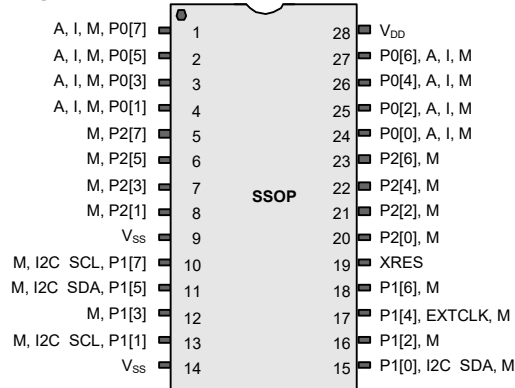 A, I, M, P0[7] 1 28 VDD
A, I, M, P0[5] 2 27 P0[6], A, I, M
A, I, M, P0[3] 3 26 P0[4], A, I, M
A, I, M, P0[1] 4 25 P0[2], A, I, M
M, P2[7] 5 24 P0[0], A, I, M
M, P2[5] 6 23 P2[6], M
M, P2[3] 7 22 P2[4], M
SSOP
M, P2[1] 8 21 P2[2], M
VSS 9 20 P2[0], M
M, I2C SCL, P1[7] 10 19 XRES
M, I2C SDA, P1[5] 11 18 P1[6], M
M, P1[3] 12 17 P1[4], EXTCLK, M
M, I2C SCL, P1[1] 13 16 P1[2], M
VSS 14 15 P1[0], I2C SDA, M